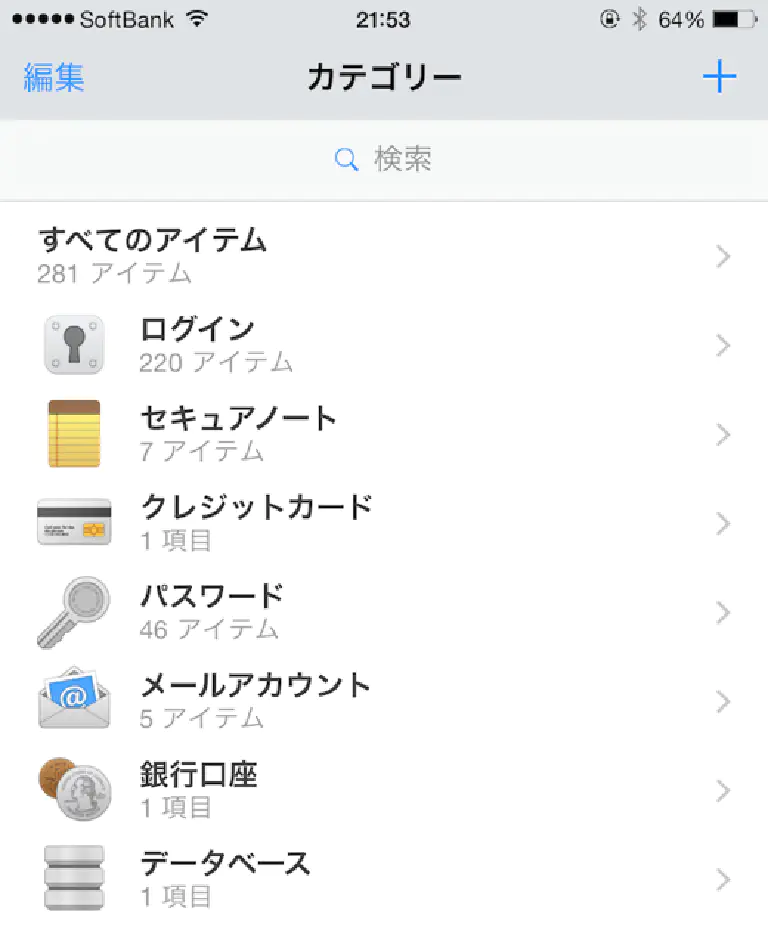 SoftBank 21:53 64%
編集 カテゴリー +
検索
すべてのアイテム
281 アイテム
ログイン
220 アイテム
セキュアノート
7 アイテム
クレジットカード
1 項目
パスワード
46 アイテム
メールアカウント
5 アイテム
銀行口座
1 項目
データベース
1 項目